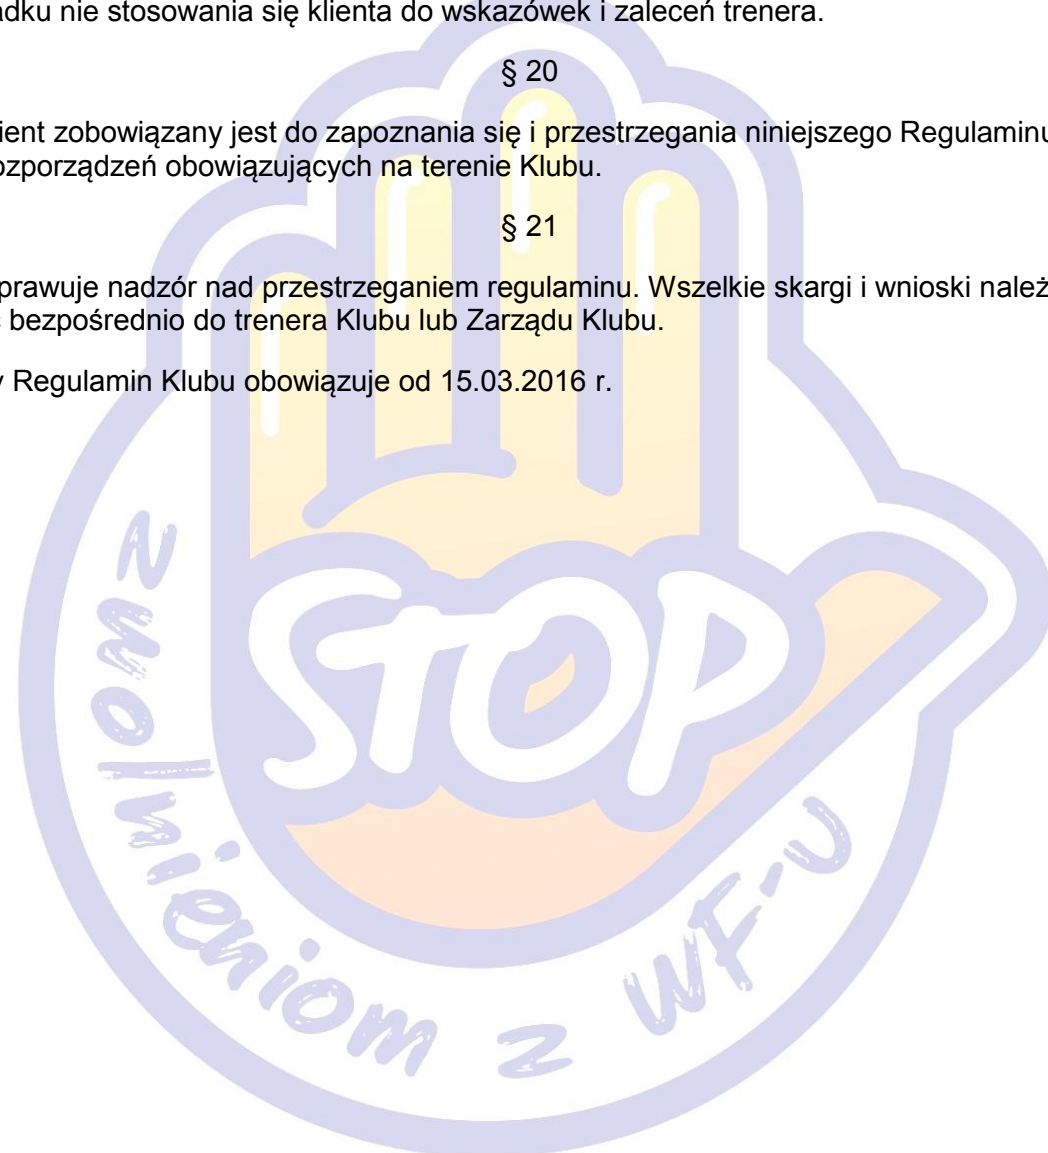 adku nie stosowania się klienta do wskazówek i zaleceń trenera.
§ 20
ient zobowiązany jest do zapoznania się i przestrzegania niniejszego Regulaminu
ozporządzeń obowiązujących na terenie Klubu.
§ 21
prawuje nadzór nad przestrzeganiem regulaminu. Wszelkie skargi i wnioski należ
bezpośrednio do trenera Klubu lub Zarządu Klubu.
Regulamin Klubu obowiązuje od 15.03.2016 r.
STOP
zwolnieniom z WF-U